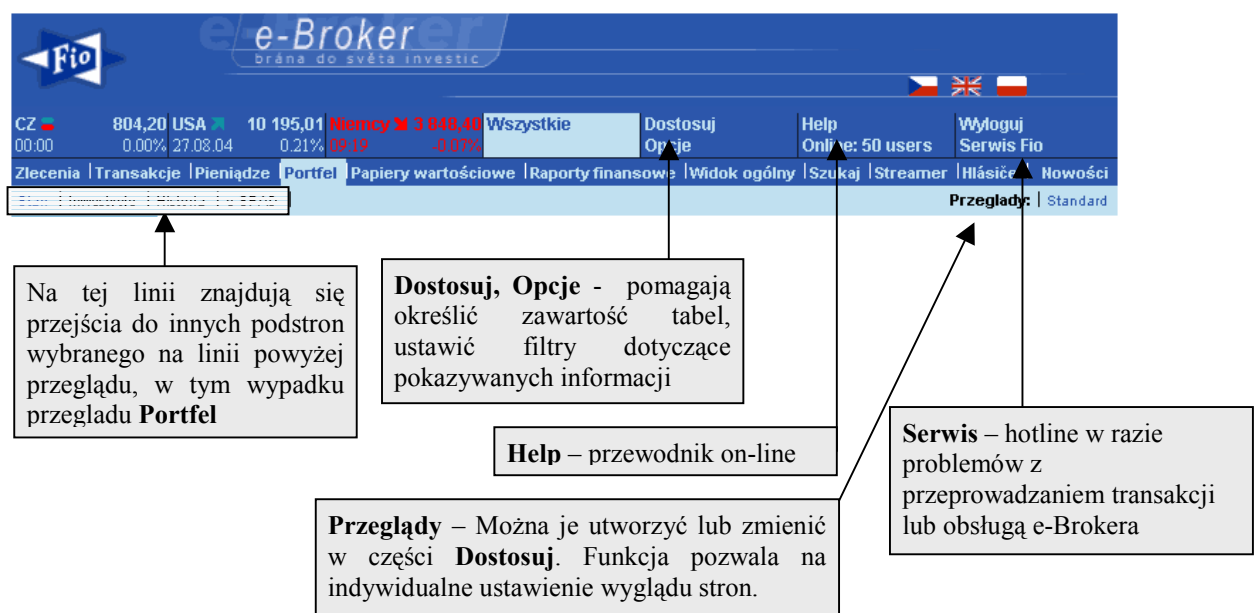 e-Broker
brána do světa investic
Fio
CZ 804,20 USA 10 195,01 Niemcy 3 848,40 Wszystkie Dostosuj Help Wyloguj
00:00 0.00% 27.08.04 0.21% 09:19 -0.07% Opcje Online: 50 users Serwis Fio
Zlecenia Transakcje Pieniądze Portfel Papiery wartościowe Raporty finansowe Widok ogólny Szukaj Streamer Hlásiče Nowości
Przeglądy: Standard
Na tej linii znajdują się
przejścia do innych podstron
wybranego na linii powyżej
przeglądu, w tym wypadku
przegladu Portfel
Dostosuj, Opcje - pomagają
określić zawartość tabel,
ustawić filtry dotyczące
pokazywanych informacji
Help – przewodnik on-line
Serwis – hotline w razie
problemów z
przeprowadzaniem transakcji
lub obsługą e-Brokera
Przeglądy – Można je utworzyć lub zmienić
w części Dostosuj. Funkcja pozwala na
indywidualne ustawienie wyglądu stron.